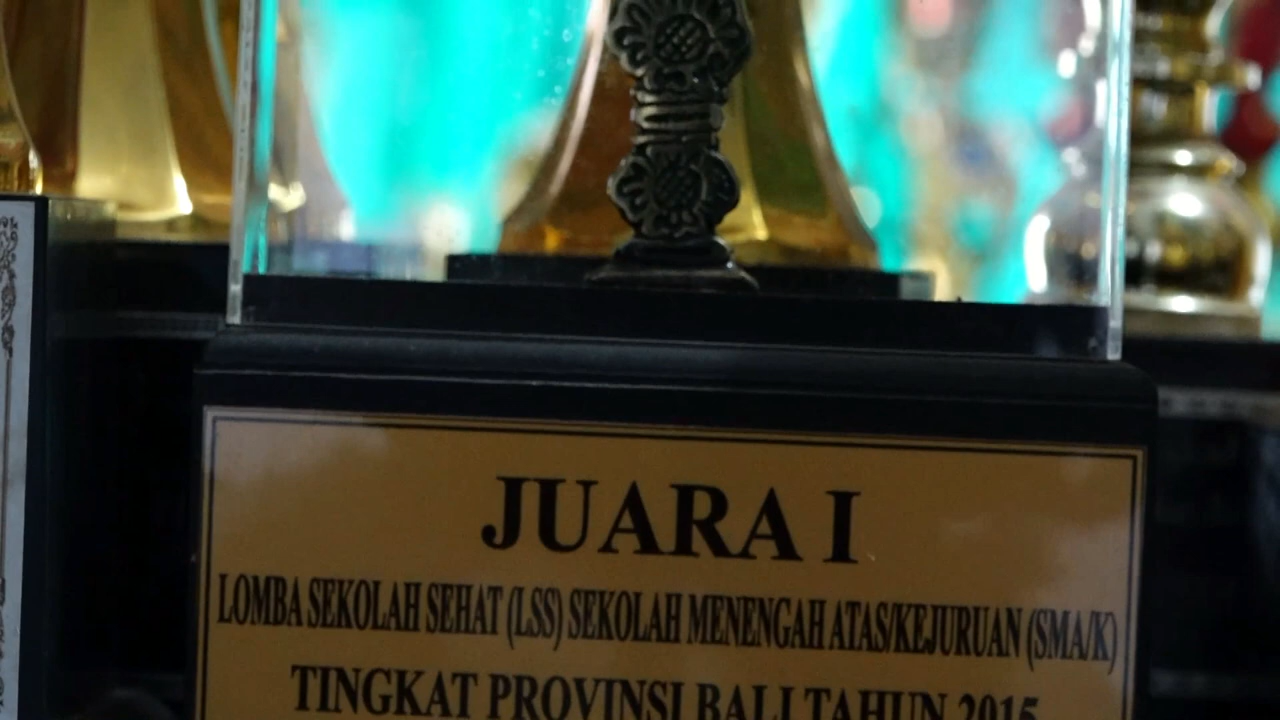 JUARA I
LOMBA SEKOLAH SEHAT (LSS) SEKOLAH MENENGAH ATAS/KEJURUAN (SMA/K)
TINGKAT PROVINSI BALI TAHUN 2015